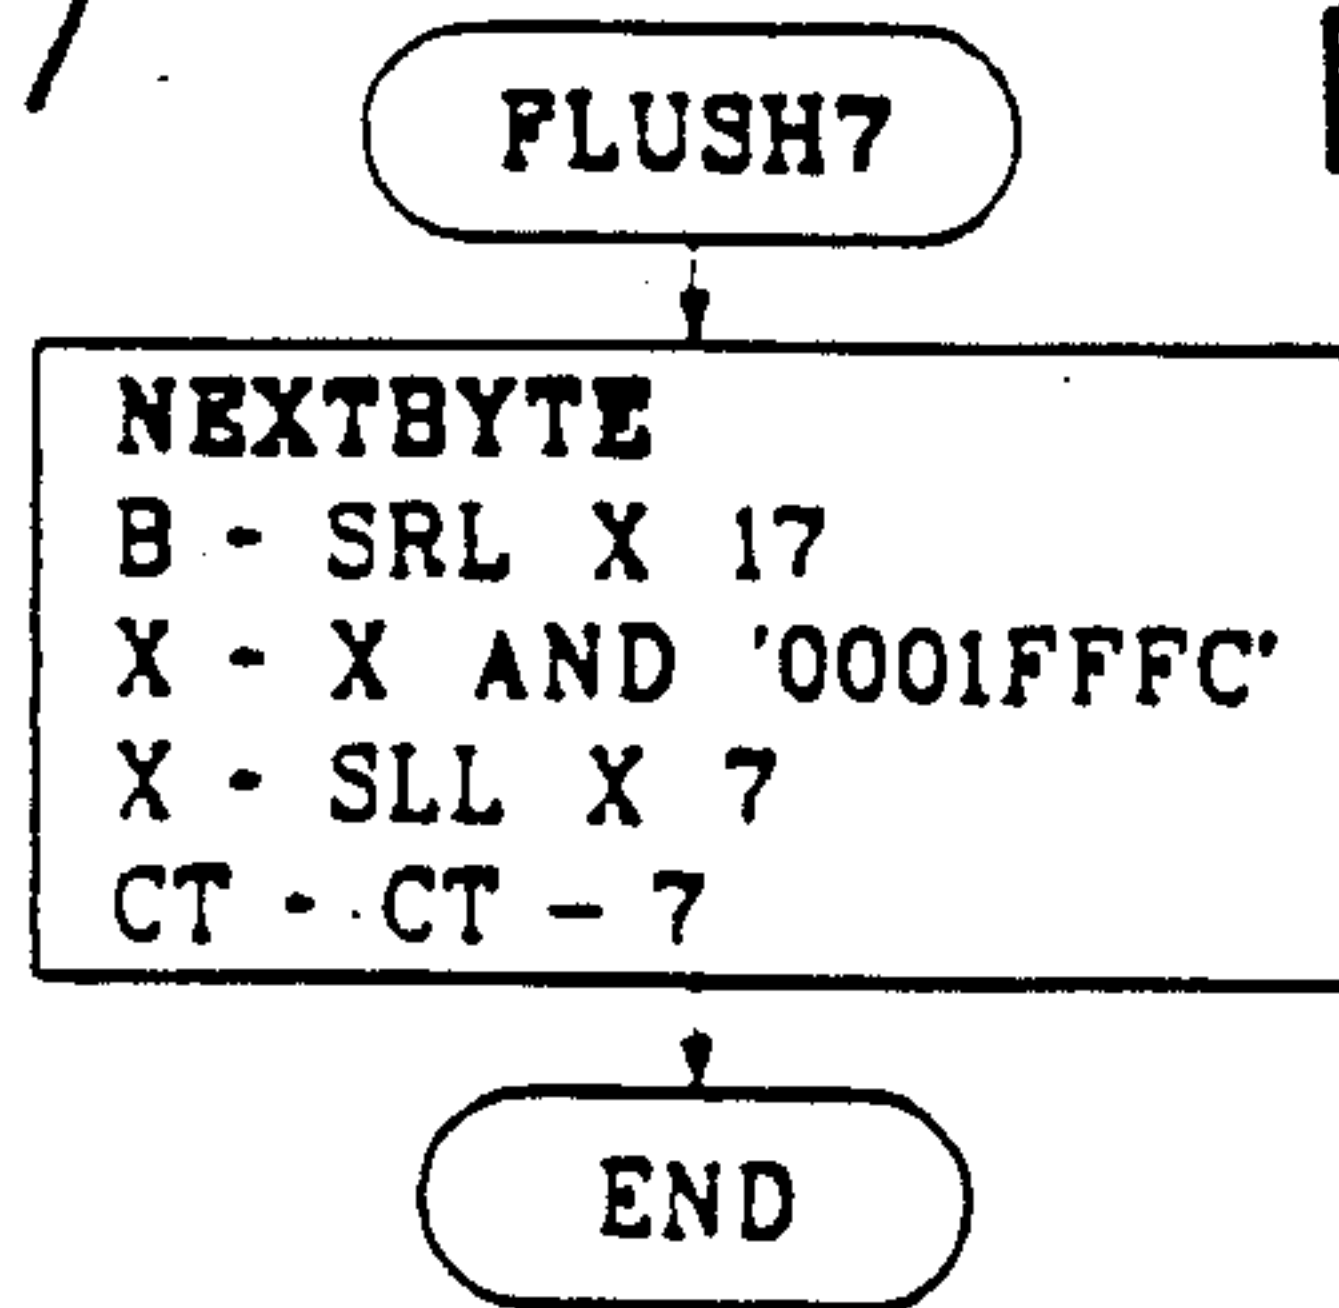 FLUSH7
NEXTBYTE
B - SRL X 17
X - X AND '0001FFFC'
X - SLL X 7
CT - CT - 7
END